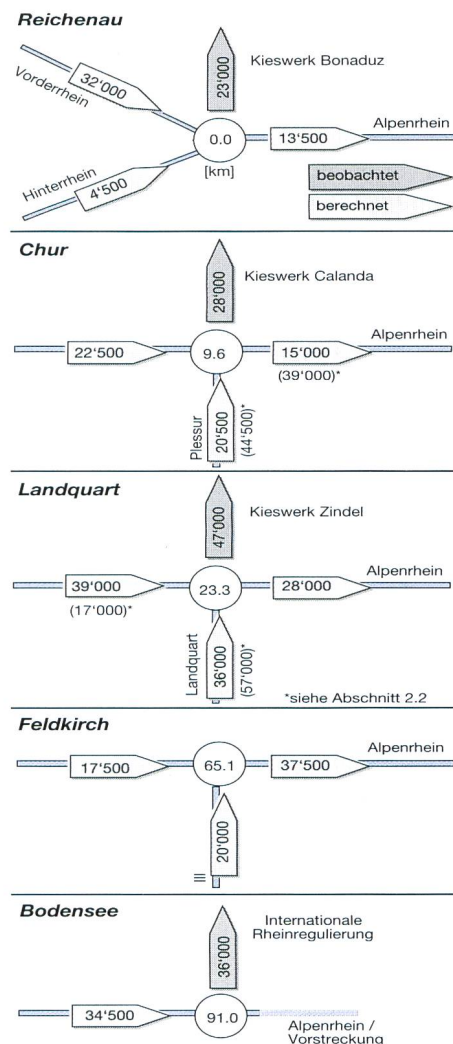 Reichenau
Kieswerk Bonaduz
23'000
Vorderrhein
32'000
0.0
[km]
13'500
Alpenrhein
Hinterrhein
4'500
beobachtet
berechnet
Chur
Kieswerk Calanda
28'000
22'500
9.6
15'000
(39'000)*
Alpenrhein
Plessur
20'500
(44'500)*
Landquart
Kieswerk Zindel
47'000
39'000
(17'000)*
23.3
28'000
Alpenrhein
Landquart
36'000
(57'000)*
*siehe Abschnitt 2.2
Feldkirch
17'500
65.1
37'500
Alpenrhein
Ill
20'000
Bodensee
Internationale
Rheinregulierung
36'000
34'500
91.0
Alpenrhein /
Vorstreckung